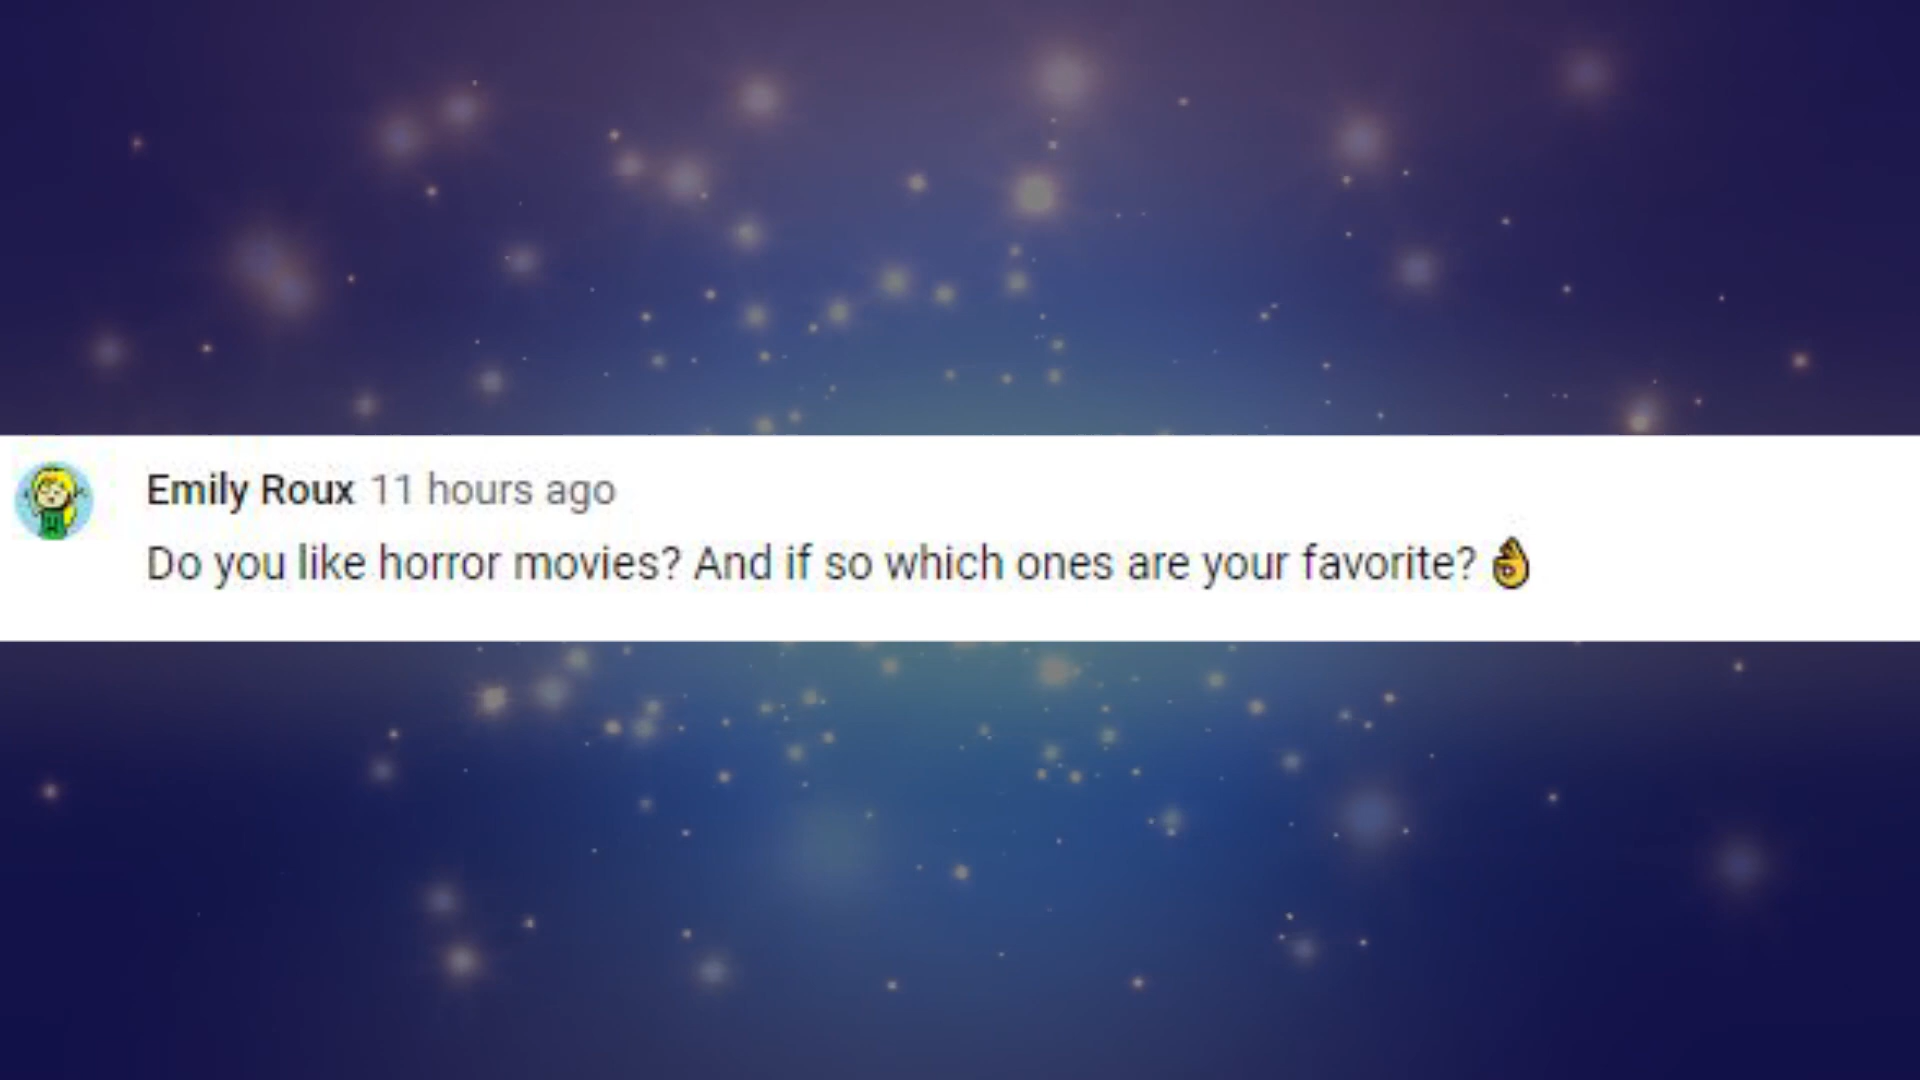 Emily Roux 11 hours ago
Do you like horror movies? And if so which ones are your favorite? 👌